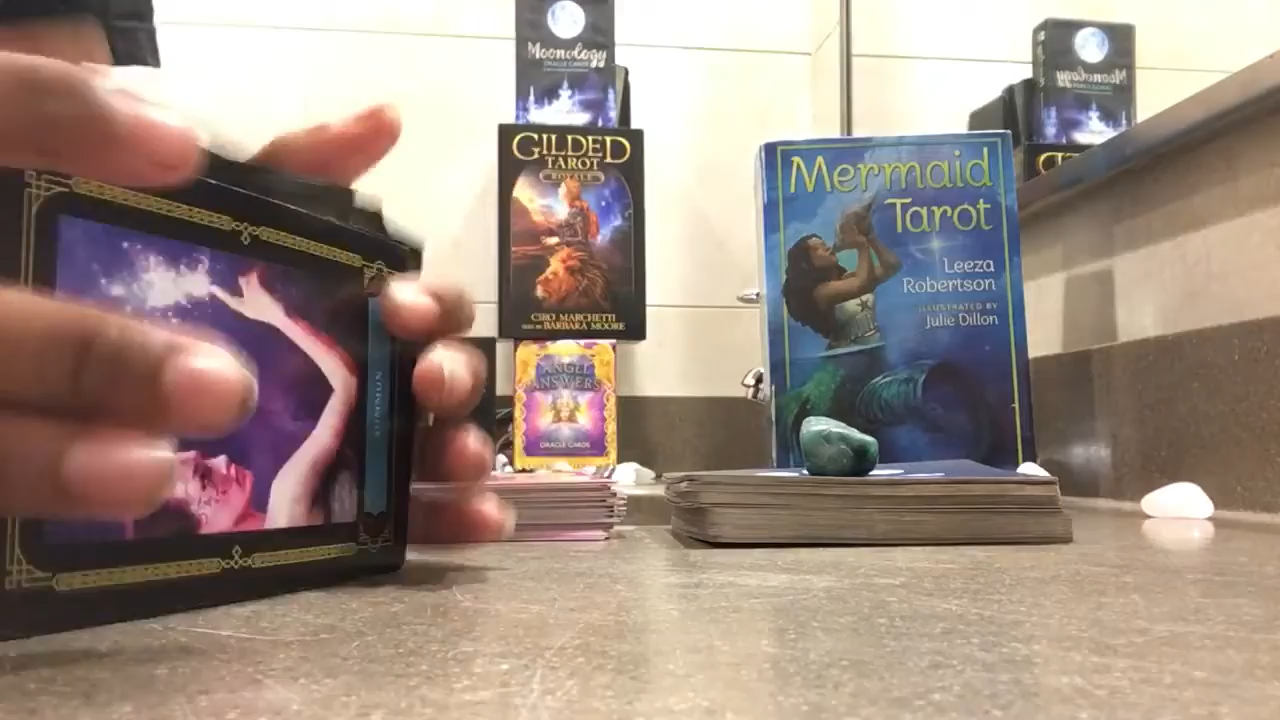 Moonology
ORACLE CARDS
GILDED
TAROT
ROYALE
CIRO MARCHETTI
BARBARA MOORE
ANGEL
ANSWERS
ORACLE CARDS
Mermaid
Tarot
Leeza
Robertson
ILLUSTRATED BY
Julie Dillon
Moonology